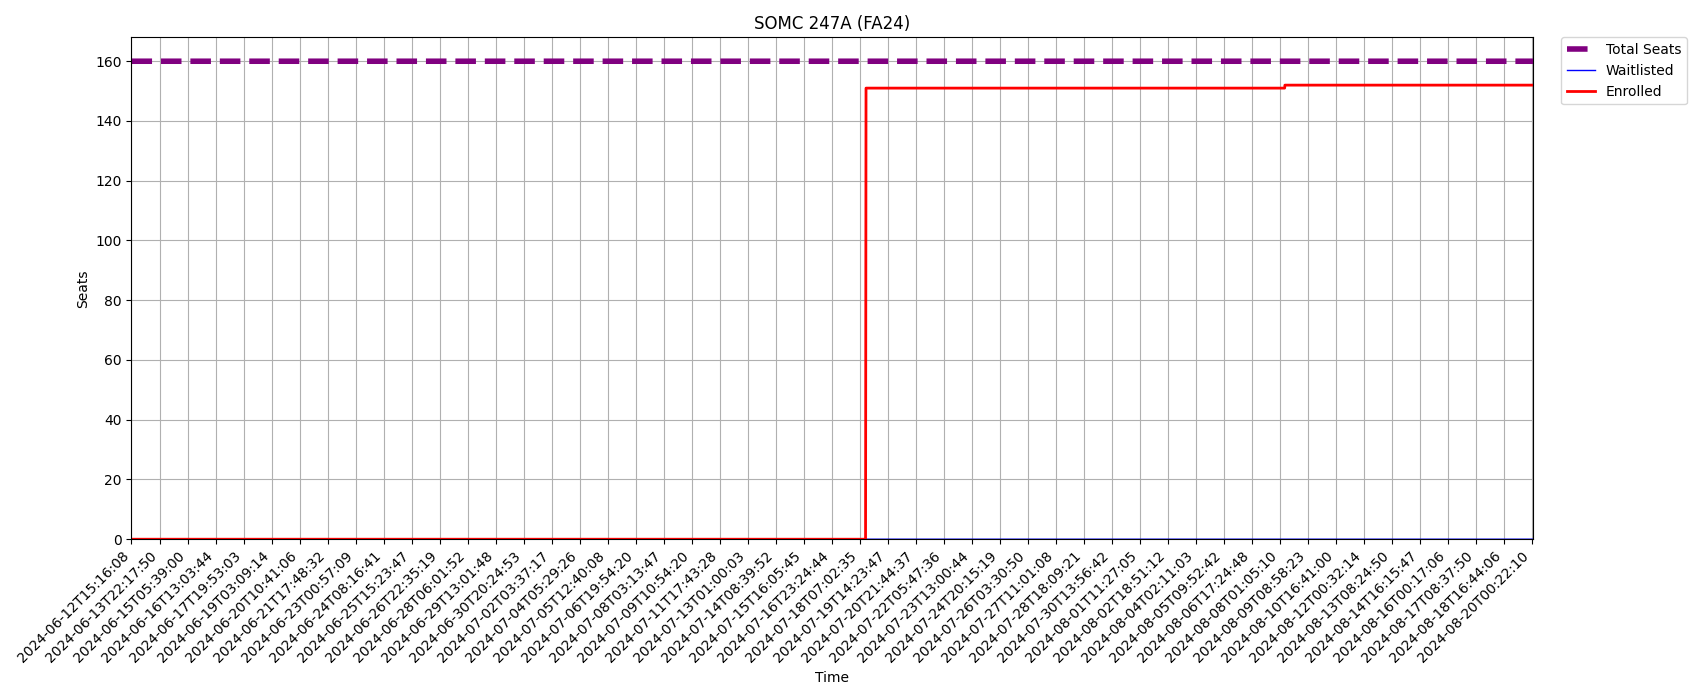 SOMC 247A (FA24)
Total Seats
Waitlisted
Enrolled
Seats
160
140
120
100
80
60
40
20
0
2024-06-12T15:16:08
2024-06-13T22:17:50
2024-06-15T05:39:00
2024-06-16T13:03:44
2024-06-17T19:53:03
2024-06-19T03:09:14
2024-06-20T10:41:06
2024-06-21T17:48:32
2024-06-23T00:57:09
2024-06-24T08:16:41
2024-06-25T15:23:47
2024-06-26T22:35:19
2024-06-28T06:01:52
2024-06-29T13:01:48
2024-06-30T20:24:53
2024-07-02T03:37:17
2024-07-04T05:29:26
2024-07-05T12:40:08
2024-07-06T19:54:20
2024-07-08T03:13:47
2024-07-09T10:54:20
2024-07-11T17:43:28
2024-07-13T01:00:03
2024-07-14T08:39:52
2024-07-15T16:05:45
2024-07-16T23:24:44
2024-07-18T07:02:35
2024-07-19T14:23:47
2024-07-20T21:44:37
2024-07-22T05:47:36
2024-07-23T13:00:44
2024-07-24T20:15:19
2024-07-26T03:30:50
2024-07-27T11:01:08
2024-07-28T18:09:21
2024-07-30T13:56:42
2024-08-01T11:27:05
2024-08-02T18:51:12
2024-08-04T02:11:03
2024-08-05T09:52:42
2024-08-06T17:24:48
2024-08-08T01:05:10
2024-08-09T08:58:23
2024-08-10T16:41:00
2024-08-12T00:32:14
2024-08-13T08:24:50
2024-08-14T16:15:47
2024-08-16T00:17:06
2024-08-17T08:37:50
2024-08-18T16:44:06
2024-08-20T00:22:10
Time